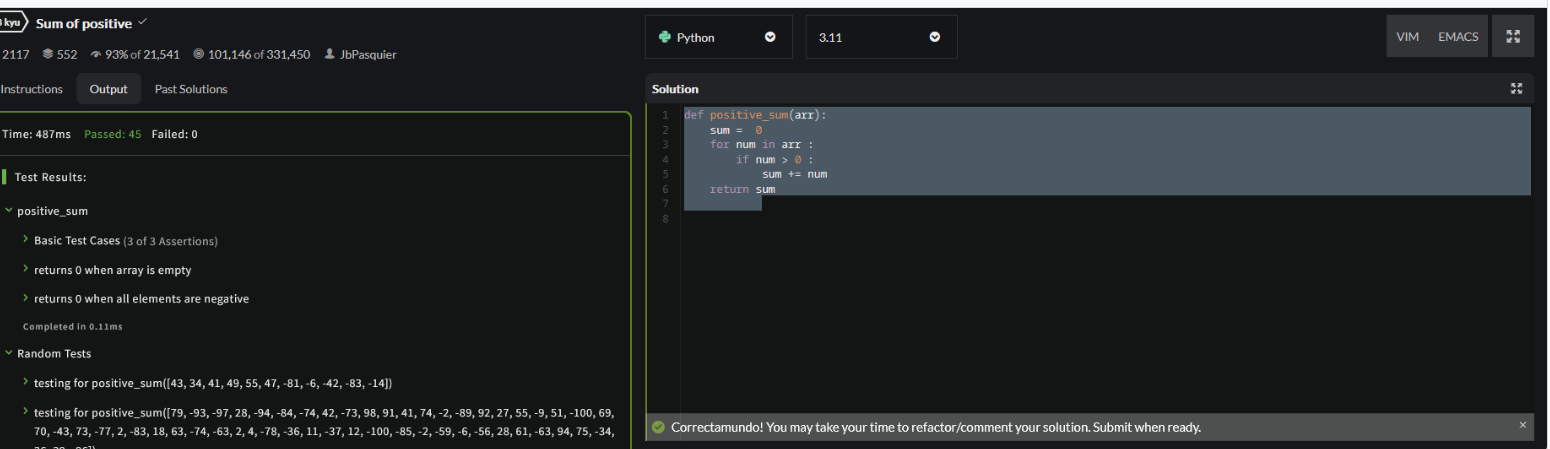 kyu Sum of positive
2117 552 93% of 21,541 101,146 of 331,450 JbPasquier
Instructions Output Past Solutions
Time: 487ms Passed: 45 Failed: 0
Test Results:
positive_sum
Basic Test Cases (3 of 3 Assertions)
returns 0 when array is empty
returns 0 when all elements are negative
Completed in 0.11ms
Random Tests
testing for positive_sum([43, 34, 41, 49, 55, 47, -81, -6, -42, -83, -14])
testing for positive_sum([79, -93, -97, 28, -94, -84, -74, 42, -73, 98, 91, 41, 74, -2, -89, 92, 27, 55, -9, 51, -100, 69,
70, -43, 73, -77, 2, -83, 18, 63, -74, -63, 2, 4, -78, -36, 11, -37, 12, -100, -85, -2, -59, -6, -56, 28, 61, -63, 94, 75, -34,
Python 3.11 VIM EMACS
Solution
1 def positive_sum(arr):
2 sum = 0
3 for num in arr :
4 if num > 0 :
5 sum += num
6 return sum
7
8
Correctamundo! You may take your time to refactor/comment your solution. Submit when ready. ×